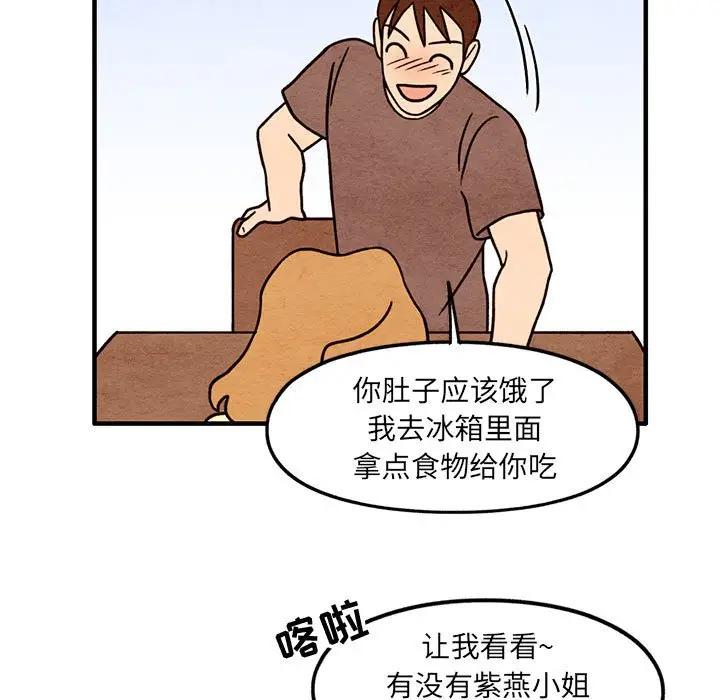 你肚子应该饿了
我去冰箱里面
拿点食物给你吃
喀啦
让我看看~
有没有紫燕小姐